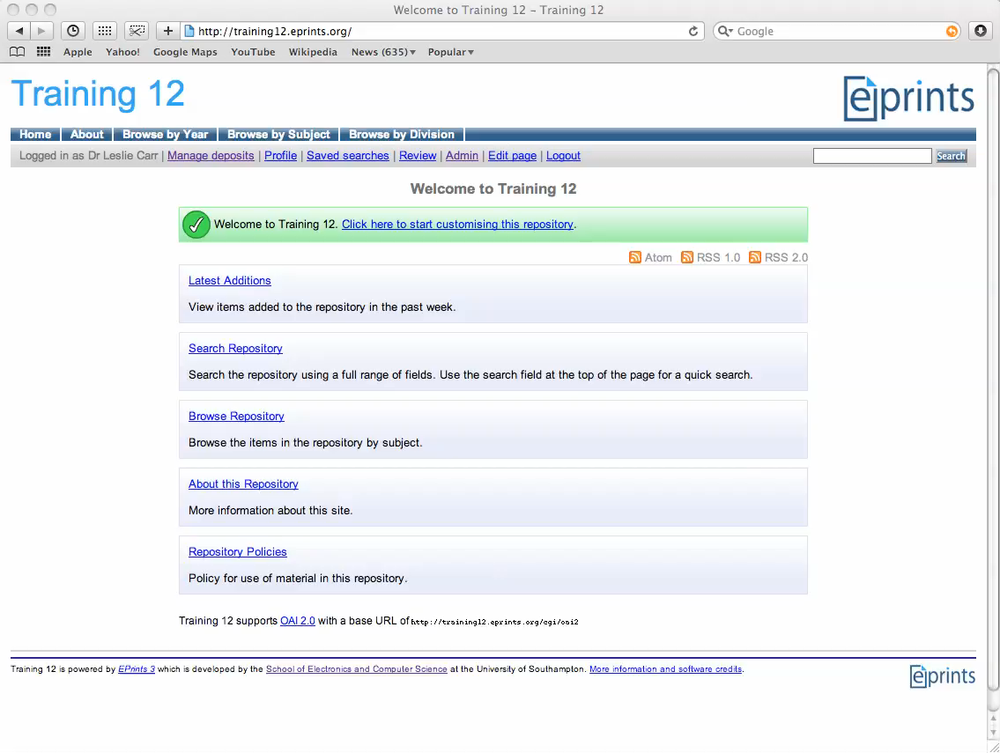 Welcome to Training 12 – Training 12
http://training12.eprints.org/
Google
Apple Yahoo! Google Maps YouTube Wikipedia News (635)▾ Popular▾
Training 12
eprints
Home About Browse by Year Browse by Subject Browse by Division
Logged in as Dr Leslie Carr | Manage deposits | Profile | Saved searches | Review | Admin | Edit page | Logout
Search
Welcome to Training 12
Welcome to Training 12. Click here to start customising this repository.
Atom RSS 1.0 RSS 2.0
Latest Additions
View items added to the repository in the past week.
Search Repository
Search the repository using a full range of fields. Use the search field at the top of the page for a quick search.
Browse Repository
Browse the items in the repository by subject.
About this Repository
More information about this site.
Repository Policies
Policy for use of material in this repository.
Training 12 supports OAI 2.0 with a base URL of http://training12.eprints.org/cgi/oai2
Training 12 is powered by EPrints 3 which is developed by the School of Electronics and Computer Science at the University of Southampton. More information and software credits.
eprints